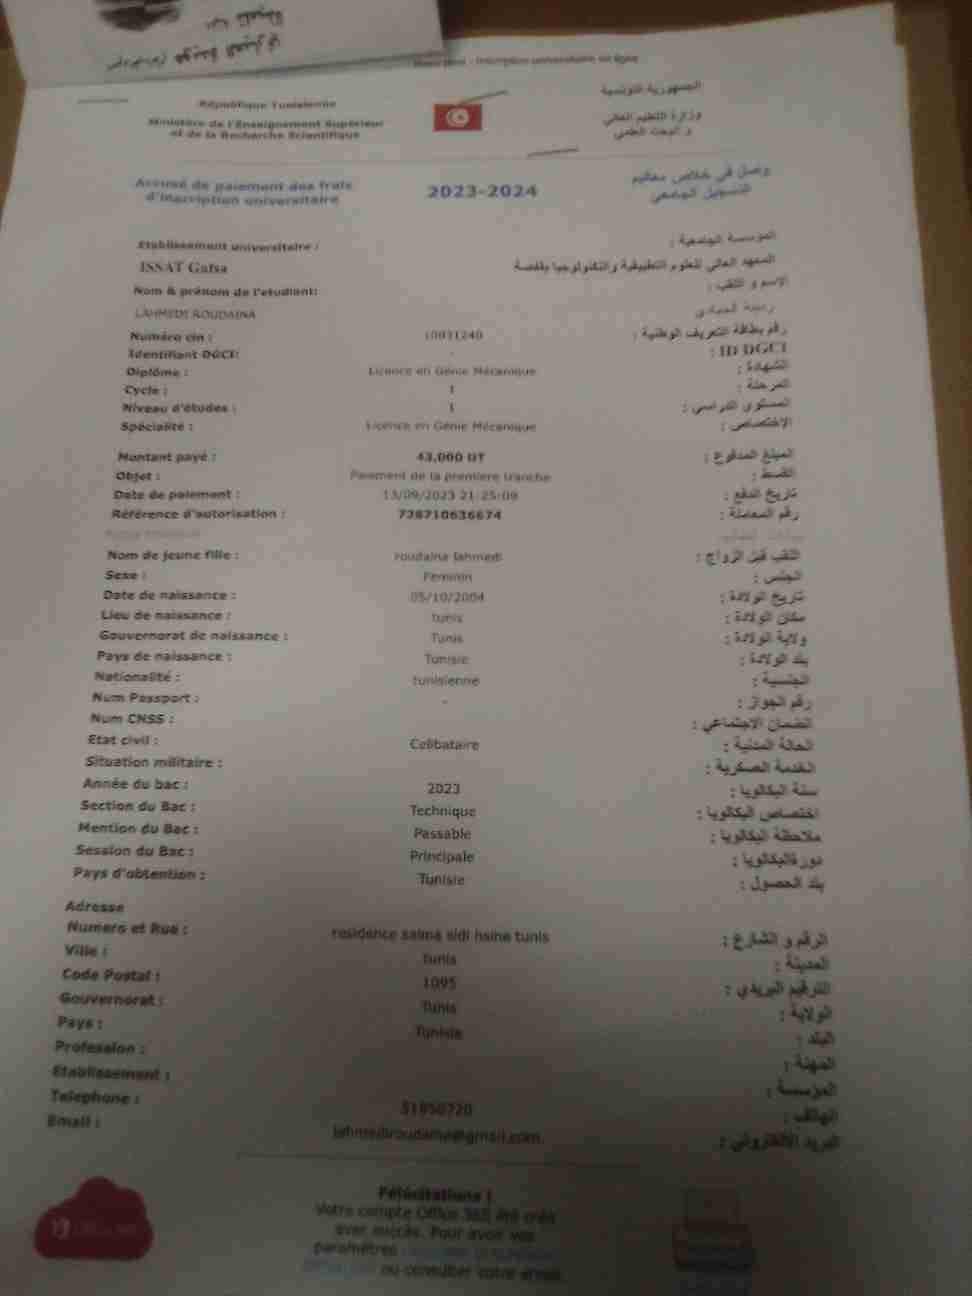 République Tunisienne
Ministère de l'Enseignement Supérieur
et de la Recherche Scientifique
الجمهورية التونسية
وزارة التعليم العالي
و البحث العلمي
Accusé de paiement des frais
d'inscription universitaire
2023-2024
وصل في خلاص معاليم
التسجيل الجامعي
Etablissement universitaire : المؤسسة الجامعية :
ISSAT Gafsa المعهد العالي للعلوم التطبيقية والتكنولوجيا بقفصة
Nom & prénom de l'etudiant: الاسم و اللقب :
LAHMEDI ROUDAINA
Numéro cin : رقم بطاقة التعريف الوطنية :
Identifiant DGCI: - ID DGCI :
Diplôme : Licence en Génie Mécanique الشهادة :
Cycle : 1 المرحلة :
Niveau d'études : 1 المستوى الدراسي :
Spécialité : Licence en Génie Mécanique الاختصاص :
Montant payé : 43,000 DT المبلغ المدفوع :
Objet : Paiement de la premiere tranche القسط :
Date de paiement : 13/09/2023 21:25:09 تاريخ الدفع :
Référence d'autorisation : 728710636674 رقم المعاملة :
Nom de jeune fille : roudaina lahmedi اللقب قبل الزواج :
Sexe : Féminin الجنس :
Date de naissance : 05/10/2004 تاريخ الولادة :
Lieu de naissance : tunis مكان الولادة :
Gouvernorat de naissance : Tunis ولاية الولادة :
Pays de naissance : Tunisie بلد الولادة :
Nationalité : tunisienne الجنسية :
Num Passport : - رقم الجواز :
Num CNSS : الضمان الاجتماعي :
Etat civil : Celibataire الحالة المدنية :
Situation militaire : الخدمة العسكرية :
Année du bac : 2023 سنة البكالوريا :
Section du Bac : Technique اختصاص البكالوريا :
Mention du Bac : Passable ملاحظة البكالوريا :
Session du Bac : Principale دورة البكالوريا :
Pays d'obtention : Tunisie بلد الحصول :
Adresse
Numero et Rue : residence salma sidi hsine tunis الرقم و الشارع :
Ville : tunis المدينة :
Code Postal : 1095 الترقيم البريدي :
Gouvernorat : Tunis الولاية :
Pays : Tunisie البلد :
Profession : المهنة :
Etablissement : المؤسسة :
Telephone : الهاتف :
Email : البريد الالكتروني :
Félicitations !
Votre compte Office 365 été créé
avec succès. Pour avoir vos
paramètres
ou consulter votre email